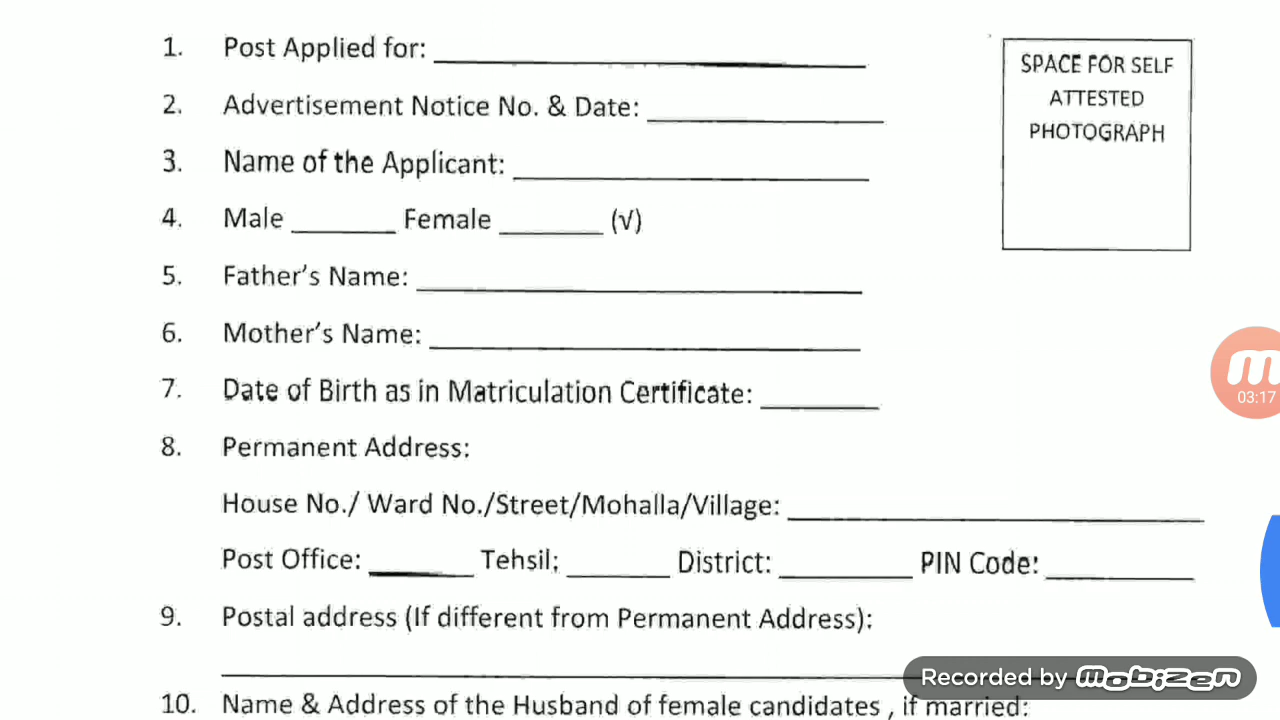 1. Post Applied for:
SPACE FOR SELF
ATTESTED
PHOTOGRAPH
2. Advertisement Notice No. & Date:
3. Name of the Applicant:
4. Male Female (√)
5. Father's Name:
6. Mother's Name:
7. Date of Birth as in Matriculation Certificate:
8. Permanent Address:
House No./ Ward No./Street/Mohalla/Village:
Post Office: Tehsil; District: PIN Code:
9. Postal address (If different from Permanent Address):
10. Name & Address of the Husband of female candidates , if married:
03:17
Recorded by mobizen